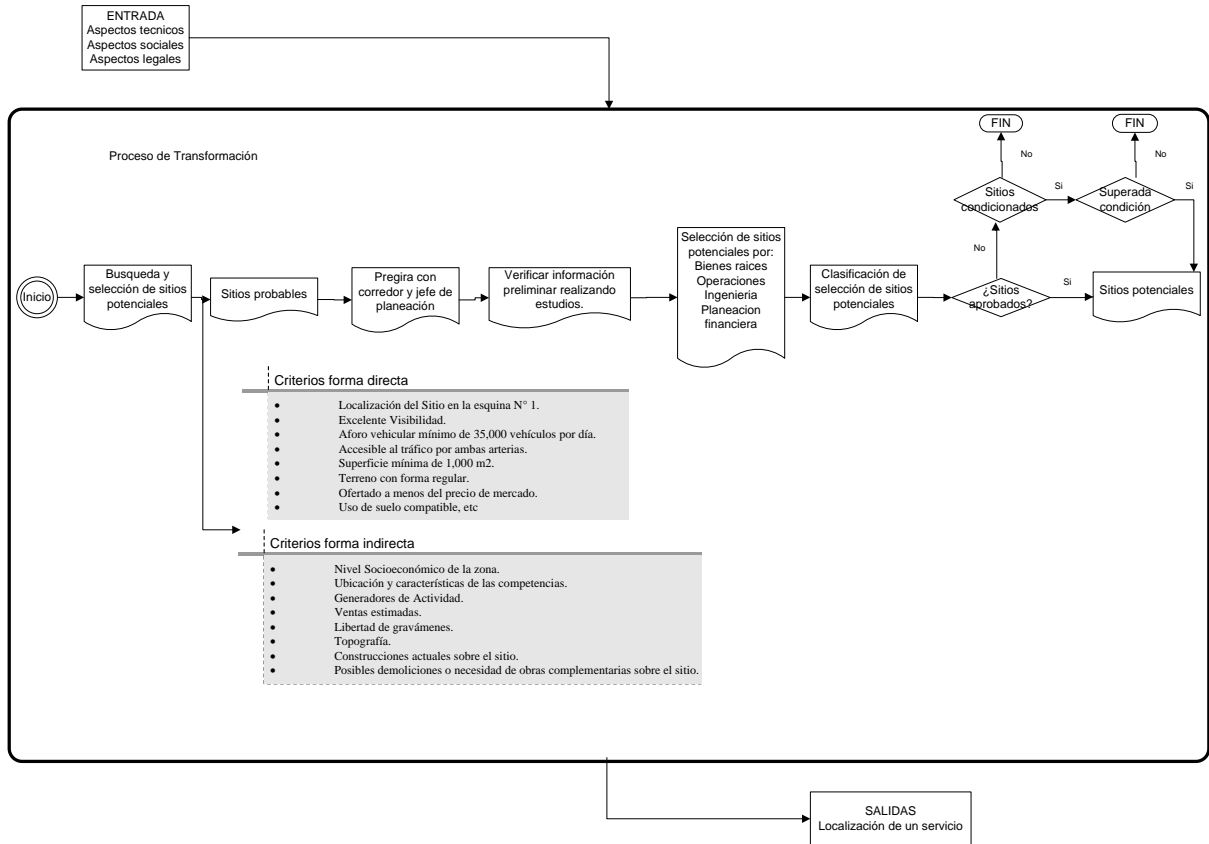 ENTRADA
Aspectos tecnicos
Aspectos sociales
Aspectos legales
Proceso de Transformación
FIN
FIN
No
No
Sitios
condicionados
Si
Superada
condición
Si
Inicio
Busqueda y
selección de sitios
potenciales
Sitios probables
Pregira con
corredor y jefe de
planeación
Verificar información
preliminar realizando
estudios.
Selección de sitios
potenciales por:
Bienes raices
Operaciones
Ingenieria
Planeacion
financiera
Clasificación de
selección de sitios
potenciales
No
¿Sitios
aprobados?
Si
Sitios potenciales
Criterios forma directa
• Localización del Sitio en la esquina N° 1.
• Excelente Visibilidad.
• Aforo vehicular mínimo de 35,000 vehículos por día.
• Accesible al tráfico por ambas arterias.
• Superficie mínima de 1,000 m2.
• Terreno con forma regular.
• Ofertado a menos del precio de mercado.
• Uso de suelo compatible, etc
Criterios forma indirecta
• Nivel Socioeconómico de la zona.
• Ubicación y características de las competencias.
• Generadores de Actividad.
• Ventas estimadas.
• Libertad de gravámenes.
• Topografía.
• Construcciones actuales sobre el sitio.
• Posibles demoliciones o necesidad de obras complementarias sobre el sitio.
SALIDAS
Localización de un servicio